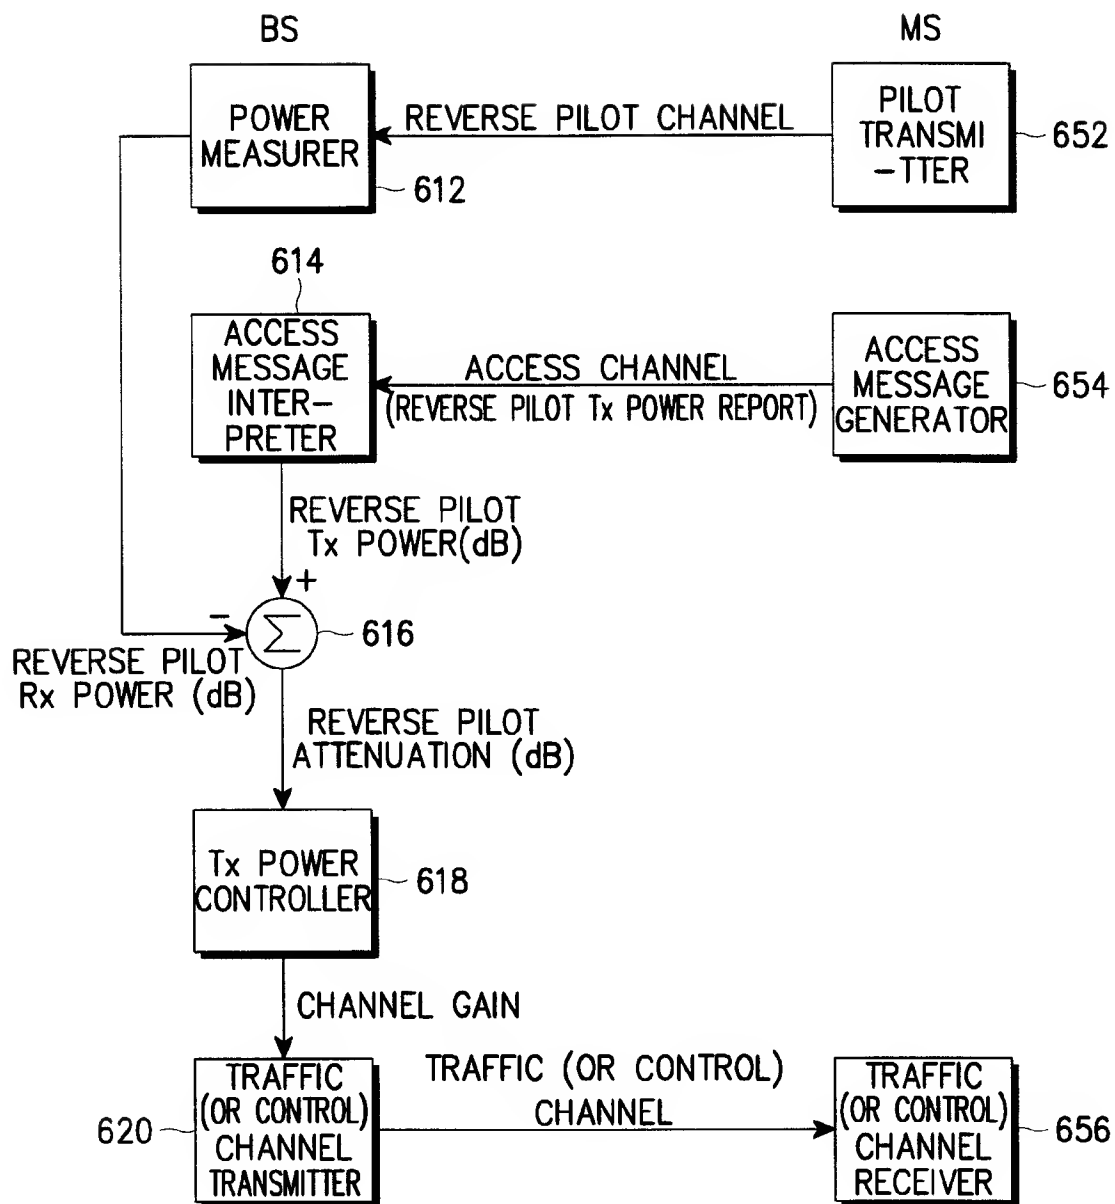 BS
MS
POWER
MEASURER
612
REVERSE PILOT CHANNEL
PILOT
TRANSMI
-TTER
652
614
ACCESS
MESSAGE
INTER-
PRETER
ACCESS CHANNEL
(REVERSE PILOT Tx POWER REPORT)
ACCESS
MESSAGE
GENERATOR
654
REVERSE PILOT
Tx POWER(dB)
+
-
Σ
616
REVERSE PILOT
Rx POWER (dB)
REVERSE PILOT
ATTENUATION (dB)
Tx POWER
CONTROLLER
618
CHANNEL GAIN
620
TRAFFIC
(OR CONTROL)
CHANNEL
TRANSMITTER
TRAFFIC (OR CONTROL)
CHANNEL
TRAFFIC
(OR CONTROL)
CHANNEL
RECEIVER
656